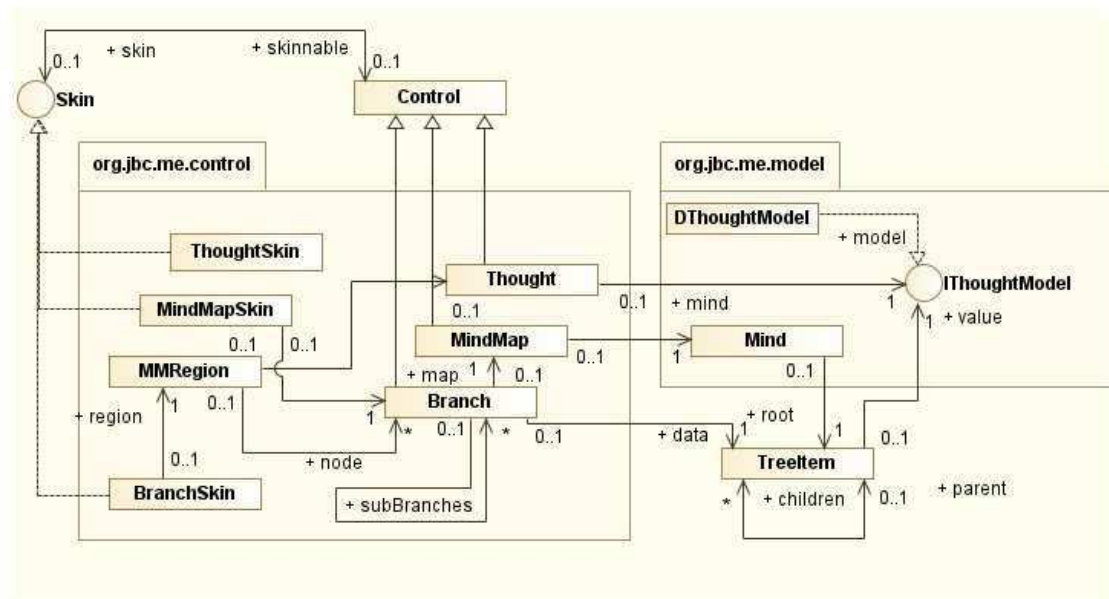 + skin
+ skinnable
0..1
0..1
Skin
Control
org.jbc.me.control
org.jbc.me.model
DThoughtModel
+ model
ThoughtSkin
Thought
IThoughtModel
0..1
0..1
+ mind
1
MindMapSkin
+ value
1
0..1
0..1
MindMap
Mind
0..1
1
MMRegion
+ map
1
0..1
0..1
+ region
1
0..1
1
Branch
*
0..1
*
0..1
+ data
1
+ root
1
0..1
0..1
+ node
TreeItem
BranchSkin
+ subBranches
*
+ children
0..1
+ parent